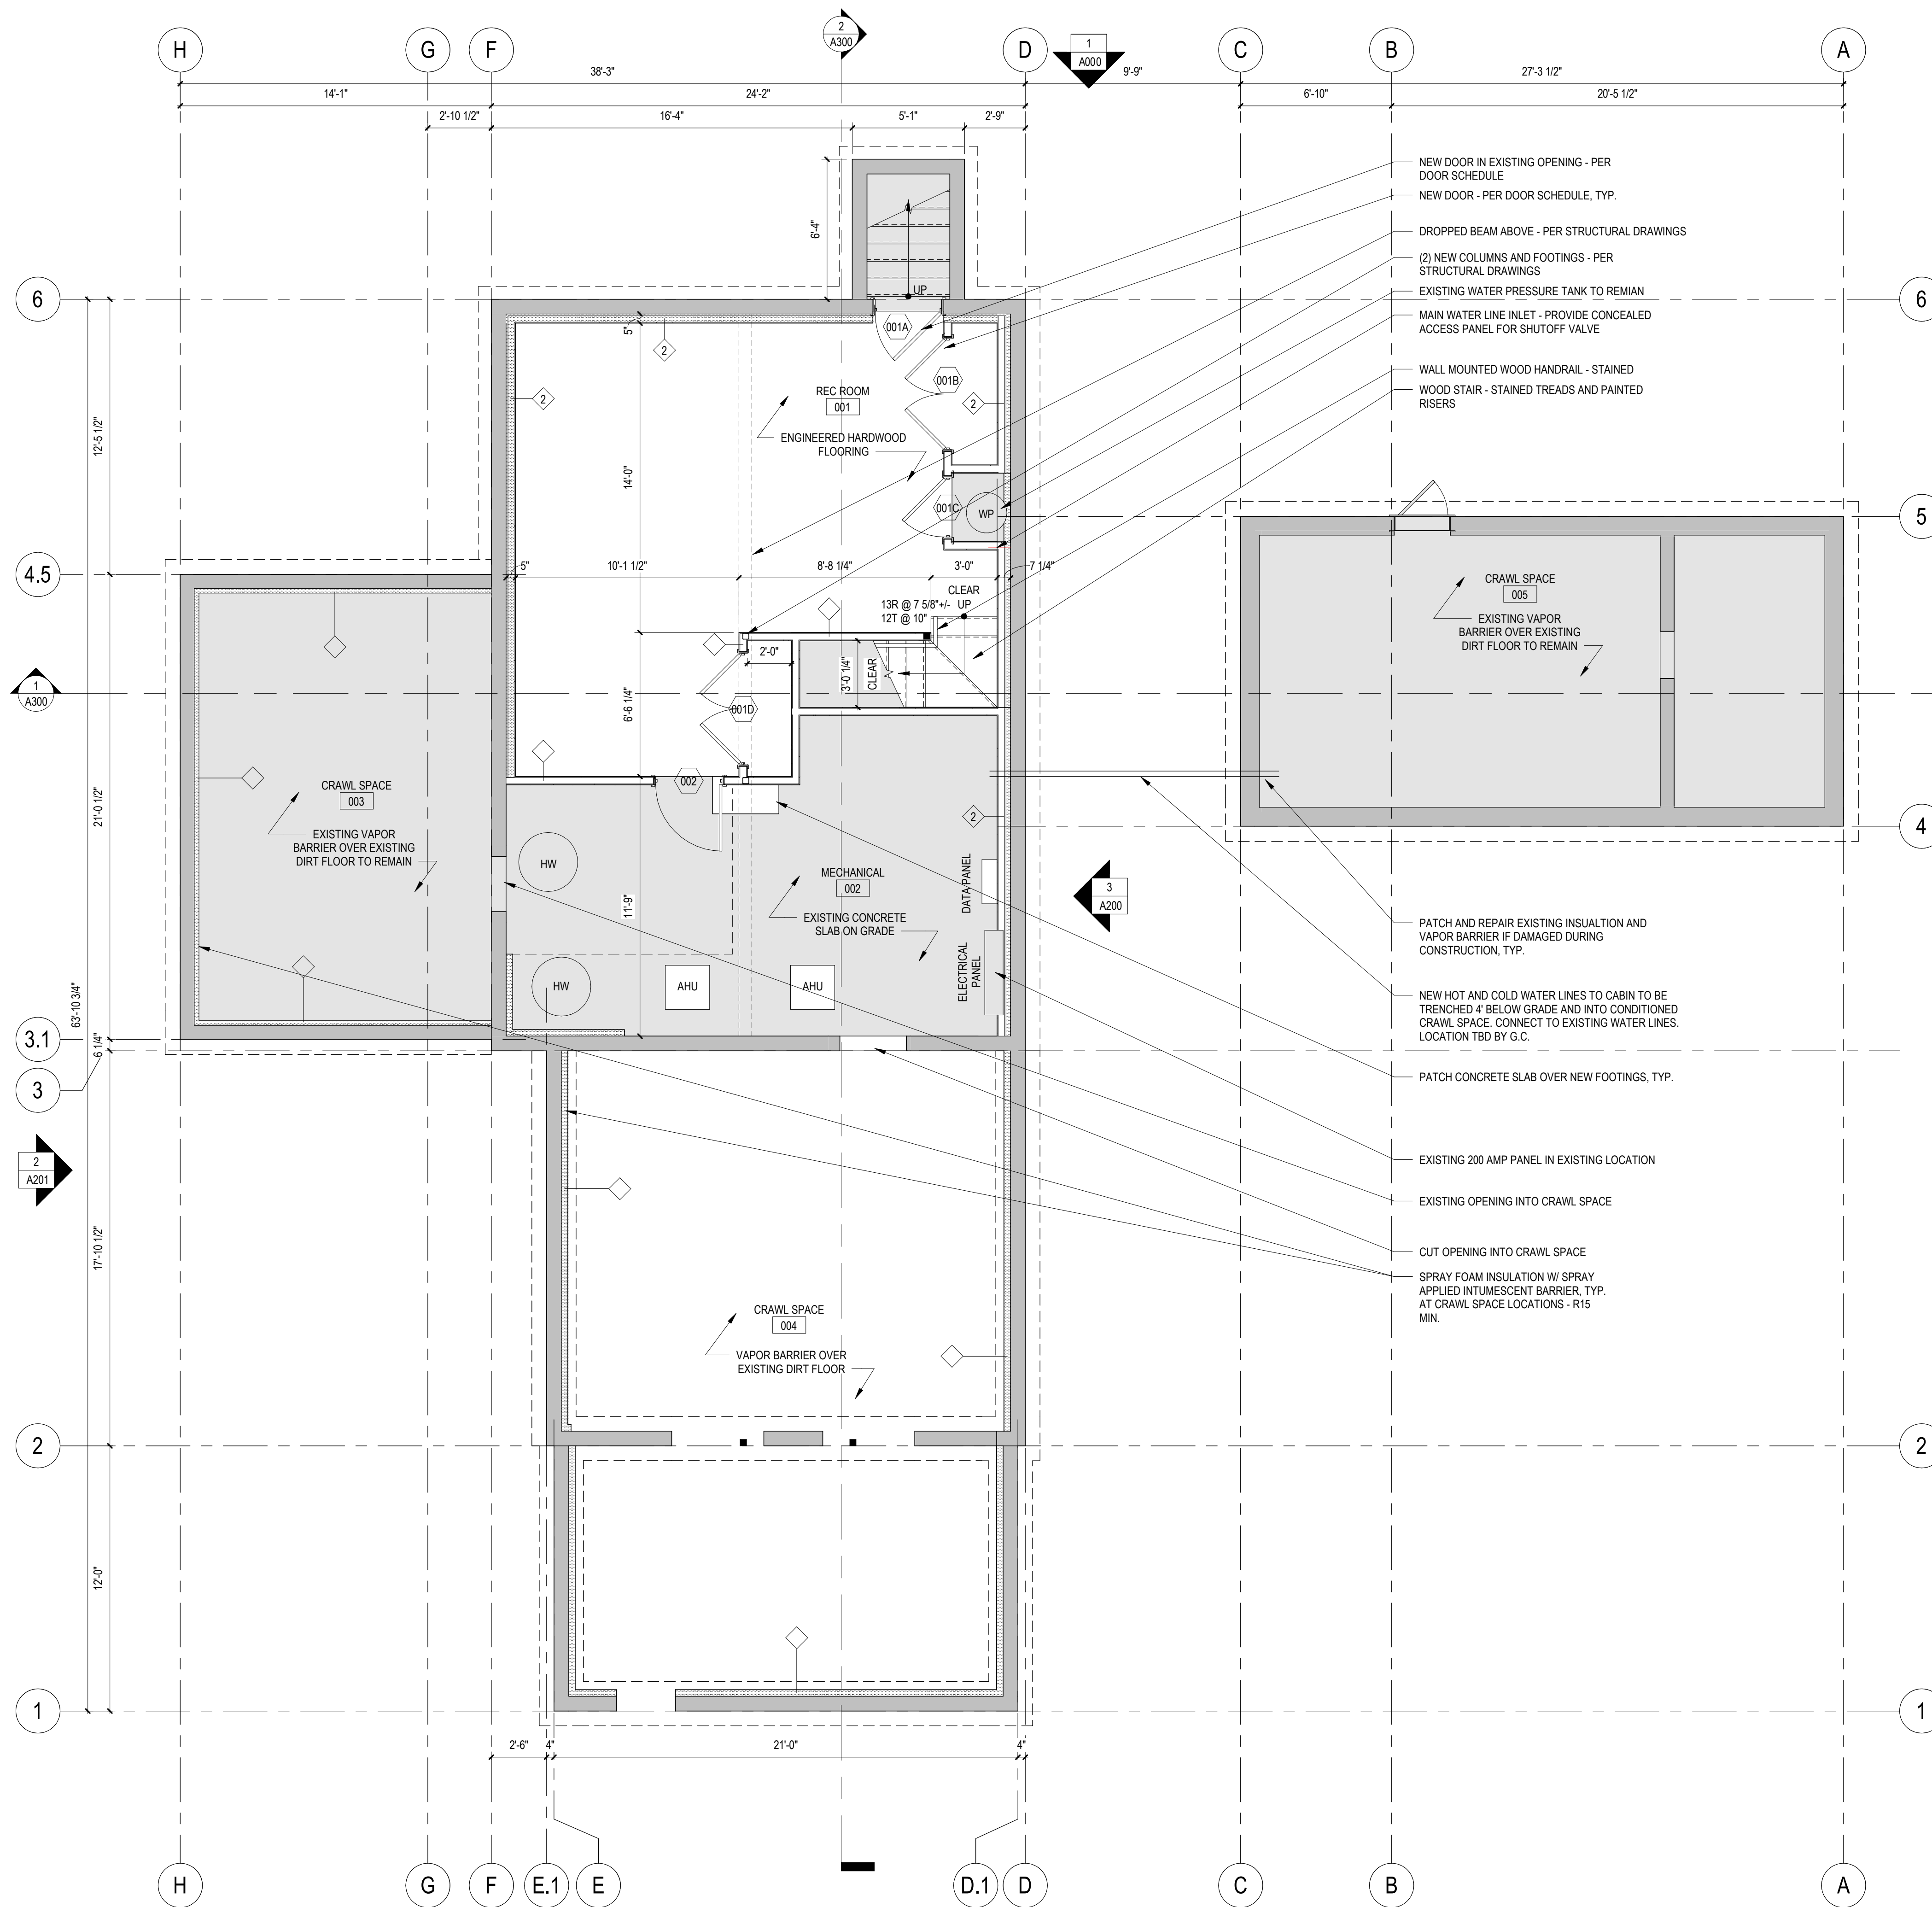 H
G
F
2
A300
D
1
A000
C
B
A
38'-3"
9'-9"
27'-3 1/2"
14'-1"
24'-2"
6'-10"
20'-5 1/2"
2'-10 1/2"
16'-4"
5'-1"
2'-9"
NEW DOOR IN EXISTING OPENING - PER
DOOR SCHEDULE
NEW DOOR - PER DOOR SCHEDULE, TYP.
DROPPED BEAM ABOVE - PER STRUCTURAL DRAWINGS
(2) NEW COLUMNS AND FOOTINGS - PER
STRUCTURAL DRAWINGS
EXISTING WATER PRESSURE TANK TO REMIAN
MAIN WATER LINE INLET - PROVIDE CONCEALED
ACCESS PANEL FOR SHUTOFF VALVE
WALL MOUNTED WOOD HANDRAIL - STAINED
WOOD STAIR - STAINED TREADS AND PAINTED
RISERS
6'-4"
UP
6
6
001A
5"
2
001B
2
2
REC ROOM
001
ENGINEERED HARDWOOD
FLOORING
12'-5 1/2"
14'-0"
001C
WP
5
4.5
5"
10'-1 1/2"
8'-8 1/4"
3'-0"
7 1/4"
CLEAR
13R @ 7 5/8"+/- UP
12T @ 10"
CRAWL SPACE
005
EXISTING VAPOR
BARRIER OVER EXISTING
DIRT FLOOR TO REMAIN
2'-0"
3'-0 1/4"
CLEAR
1
A300
6'-6 1/4"
001D
002
CRAWL SPACE
003
EXISTING VAPOR
BARRIER OVER EXISTING
DIRT FLOOR TO REMAIN
21'-0 1/2"
2
4
HW
MECHANICAL
002
EXISTING CONCRETE
SLAB ON GRADE
DATA PANEL
3
A200
11'-9"
HW
AHU
AHU
ELECTRICAL
PANEL
PATCH AND REPAIR EXISTING INSUALTION AND
VAPOR BARRIER IF DAMAGED DURING
CONSTRUCTION, TYP.
NEW HOT AND COLD WATER LINES TO CABIN TO BE
TRENCHED 4' BELOW GRADE AND INTO CONDITIONED
CRAWL SPACE. CONNECT TO EXISTING WATER LINES.
LOCATION TBD BY G.C.
63'-10 3/4"
3.1
6 1/4"
3
PATCH CONCRETE SLAB OVER NEW FOOTINGS, TYP.
2
A201
EXISTING 200 AMP PANEL IN EXISTING LOCATION
EXISTING OPENING INTO CRAWL SPACE
17'-10 1/2"
CUT OPENING INTO CRAWL SPACE
SPRAY FOAM INSULATION W/ SPRAY
APPLIED INTUMESCENT BARRIER, TYP.
AT CRAWL SPACE LOCATIONS - R15
MIN.
CRAWL SPACE
004
VAPOR BARRIER OVER
EXISTING DIRT FLOOR
2
2
12'-0"
1
1
2'-6"
4"
21'-0"
4"
H
G
F
E.1
E
D.1
D
C
B
A